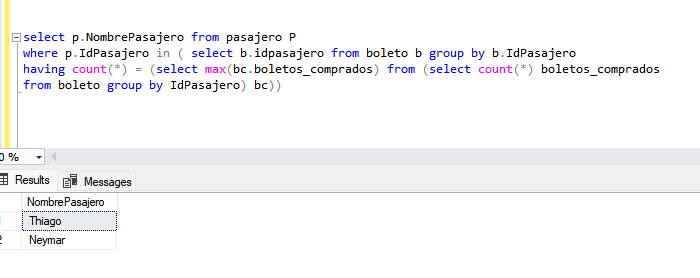 select p.NombrePasajero from pasajero P
where p.IdPasajero in ( select b.idpasajero from boleto b group by b.IdPasajero
having count(*) = (select max(bc.boletos_comprados) from (select count(*) boletos_comprados
from boleto group by IdPasajero) bc))
0 %
Results Messages
NombrePasajero
1 Thiago
2 Neymar